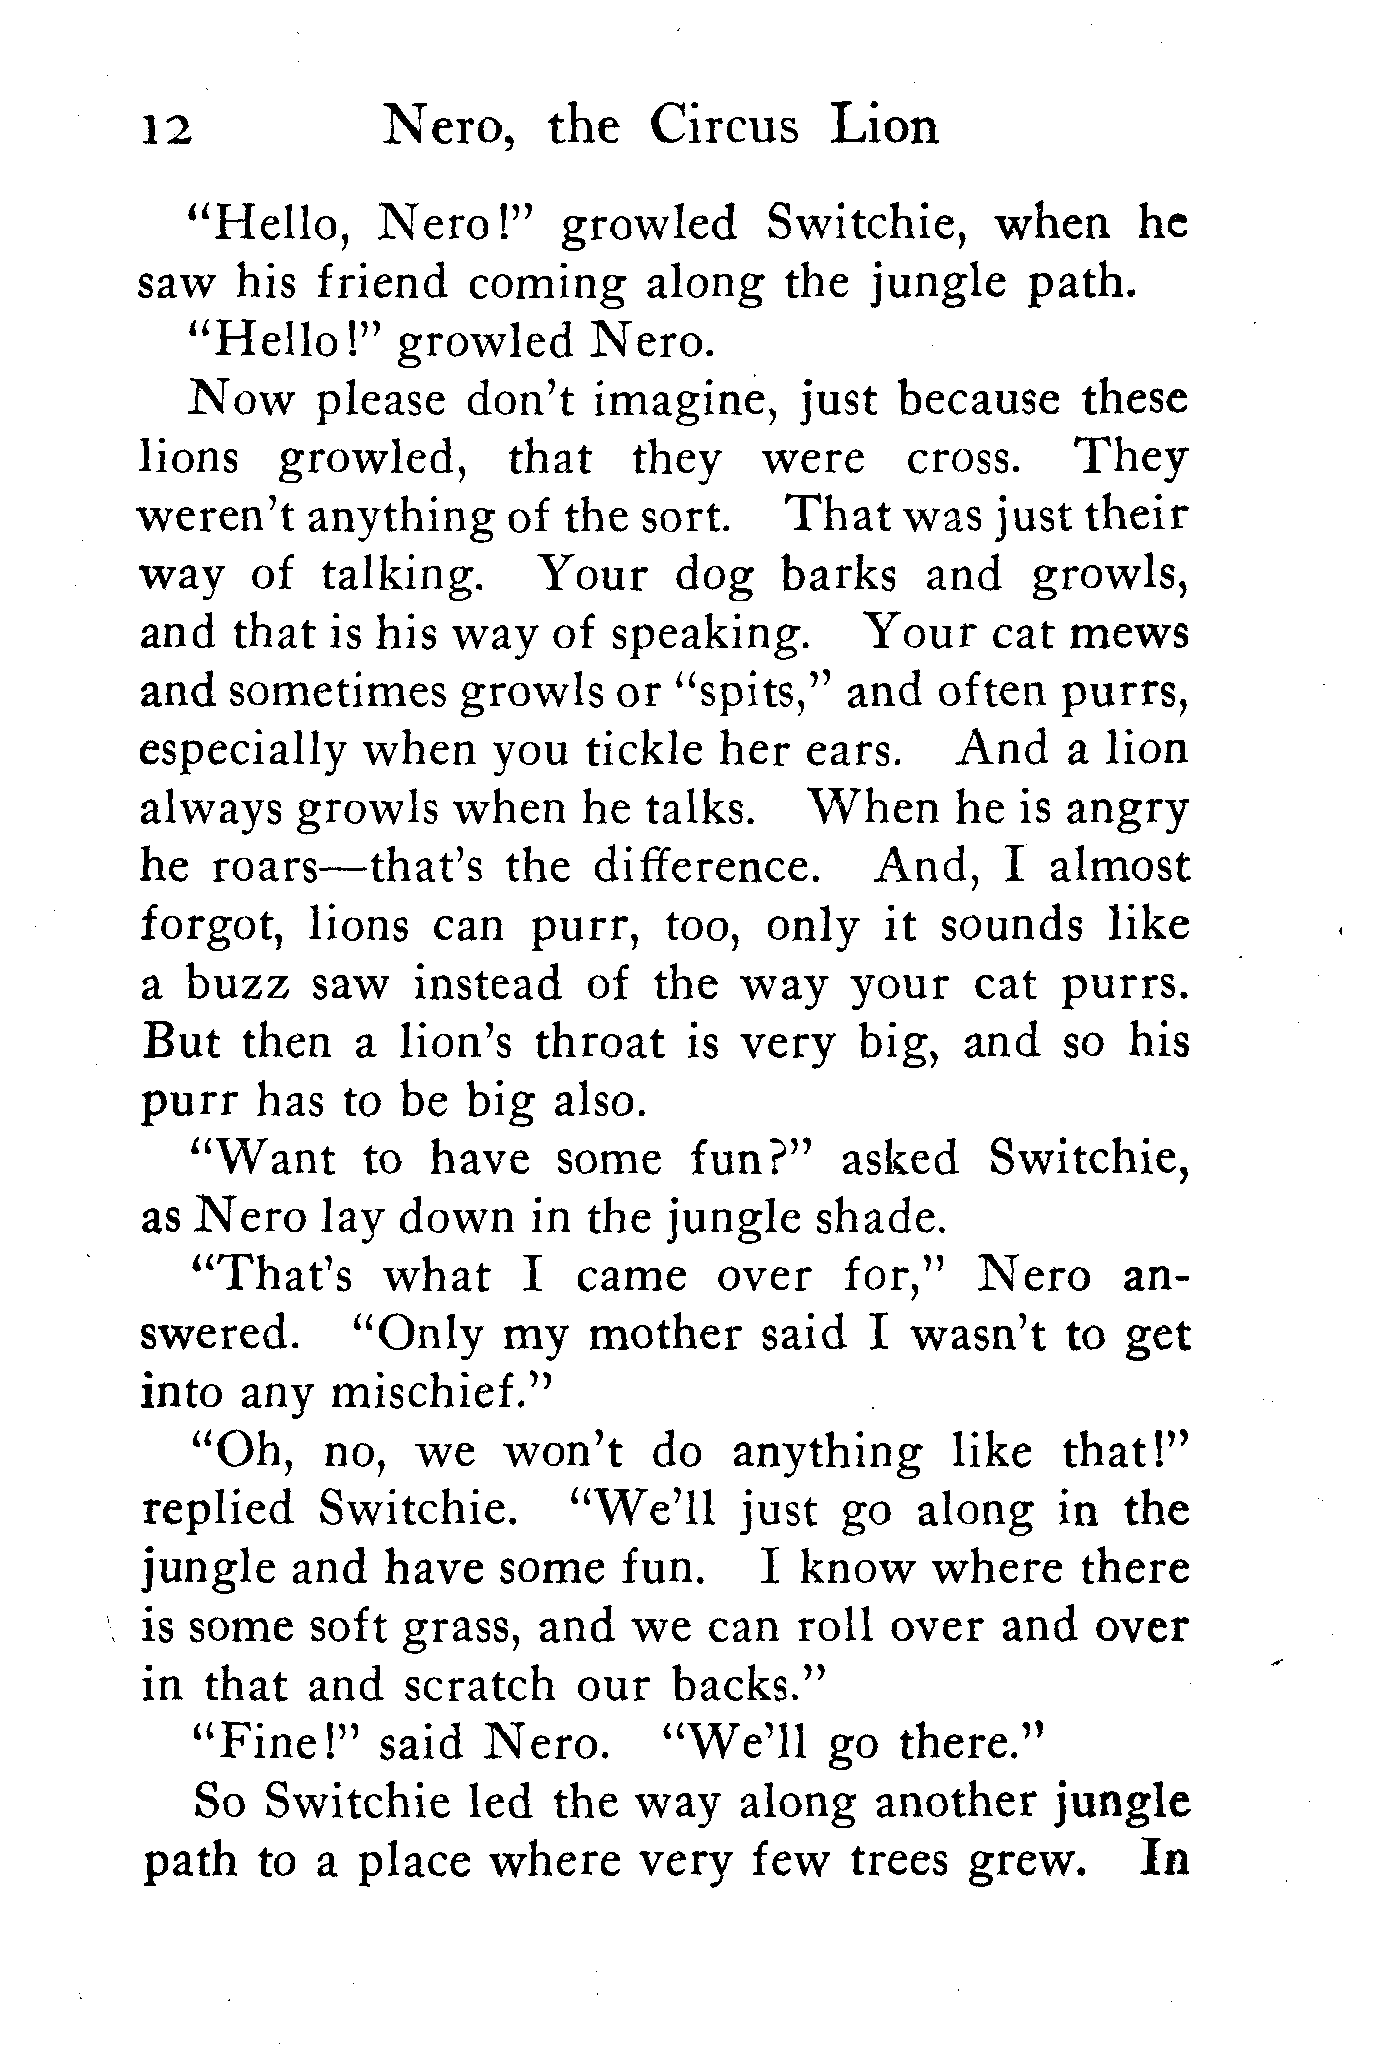 12 Nero, the Circus Lion
"Hello, Nero!" growled Switchie, when he
saw his friend coming along the jungle path.
"Hello!" growled Nero.
Now please don't imagine, just because these
lions growled, that they were cross. They
weren't anything of the sort. That was just their
way of talking. Your dog barks and growls,
and that is his way of speaking. Your cat mews
and sometimes growls or "spits," and often purrs,
especially when you tickle her ears. And a lion
always growls when he talks. When he is angry
he roars—that's the difference. And, I almost
forgot, lions can purr, too, only it sounds like
a buzz saw instead of the way your cat purrs.
But then a lion's throat is very big, and so his
purr has to be big also.
"Want to have some fun?" asked Switchie,
as Nero lay down in the jungle shade.
"That's what I came over for," Nero an-
swered. "Only my mother said I wasn't to get
into any mischief."
"Oh, no, we won't do anything like that!"
replied Switchie. "We'll just go along in the
jungle and have some fun. I know where there
is some soft grass, and we can roll over and over
in that and scratch our backs."
"Fine!" said Nero. "We'll go there."
So Switchie led the way along another jungle
path to a place where very few trees grew. In